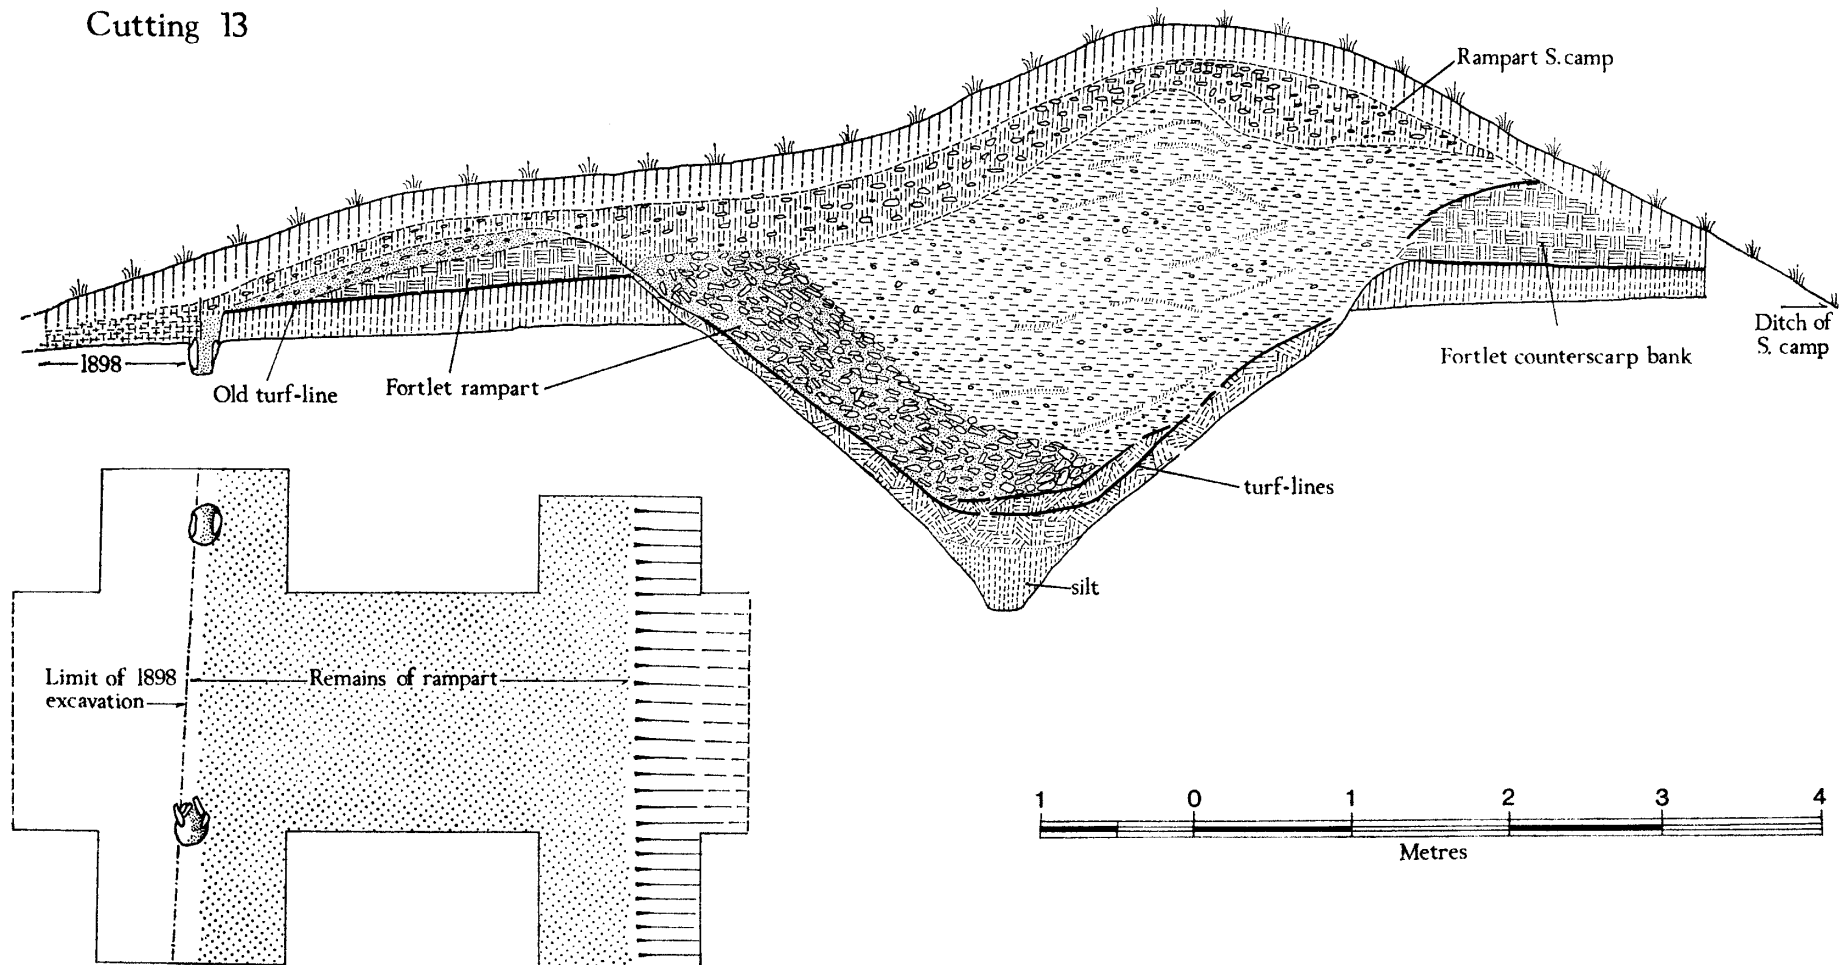 Cutting 13
Rampart S. camp
Ditch of
S. camp
Fortlet counterscarp bank
1898
Old turf-line
Fortlet rampart
turf-lines
silt
Limit of 1898
excavation
Remains of rampart
1 0 1 2 3 4
Metres